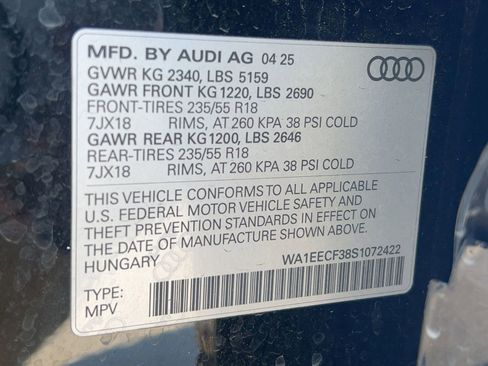 MFD. BY AUDI AG 04 25
GVWR KG 2340, LBS 5159
GAWR FRONT KG 1220, LBS 2690
FRONT-TIRES 235/55 R18
7JX18 RIMS, AT 260 KPA 38 PSI COLD
GAWR REAR KG 1200, LBS 2646
REAR-TIRES 235/55 R18
7JX18 RIMS, AT 260 KPA 38 PSI COLD
THIS VEHICLE CONFORMS TO ALL APPLICABLE
U.S. FEDERAL MOTOR VEHICLE SAFETY AND
THEFT PREVENTION STANDARDS IN EFFECT ON
THE DATE OF MANUFACTURE SHOWN ABOVE.
HUNGARY
WA1EECF38S1072422
TYPE:
MPV